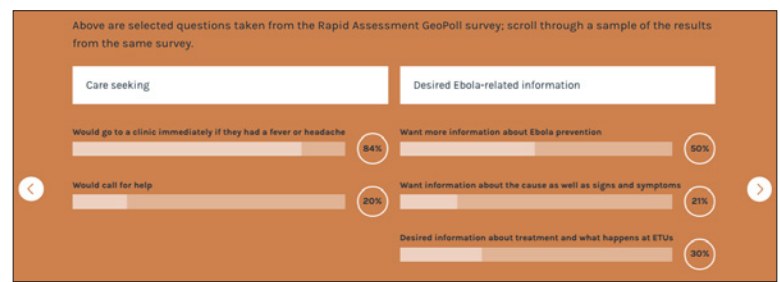 Above are selected questions taken from the Rapid Assessment GeoPoll survey; scroll through a sample of the results
from the same survey.
Care seeking
Would go to a clinic immediately if they had a fever or headache
84%
Would call for help
20%
Desired Ebola-related information
Want more information about Ebola prevention
50%
Want information about the cause as well as signs and symptoms
21%
Desired information about treatment and what happens at ETUs
30%